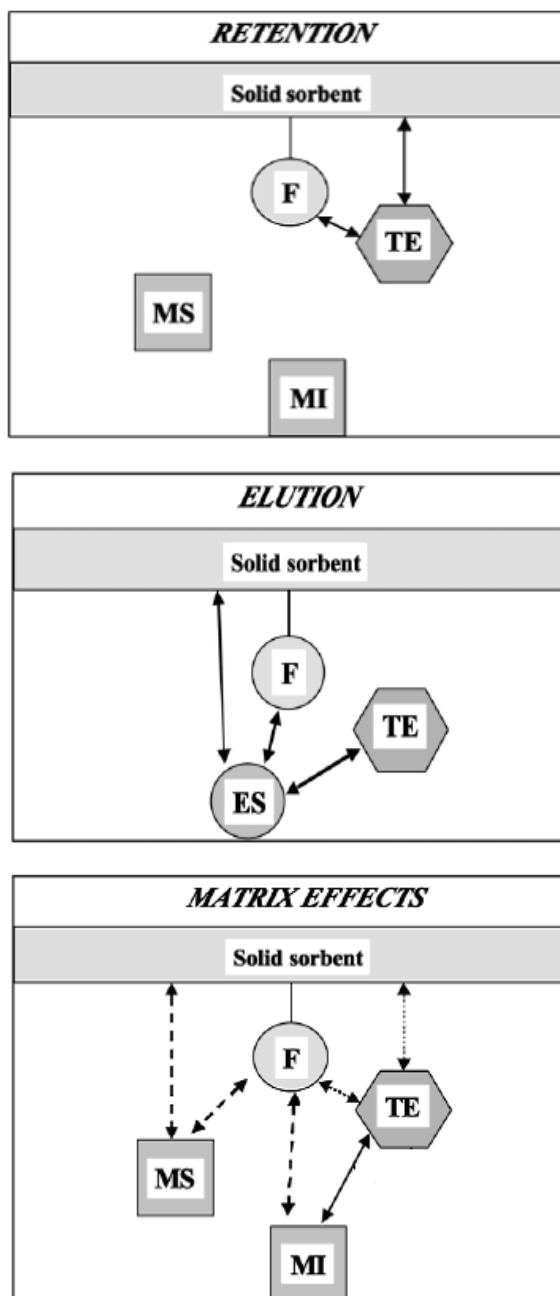 RETENTION
Solid sorbent
F
TE
MS
MI
ELUTION
Solid sorbent
F
TE
ES
MATRIX EFFECTS
Solid sorbent
F
TE
MS
MI